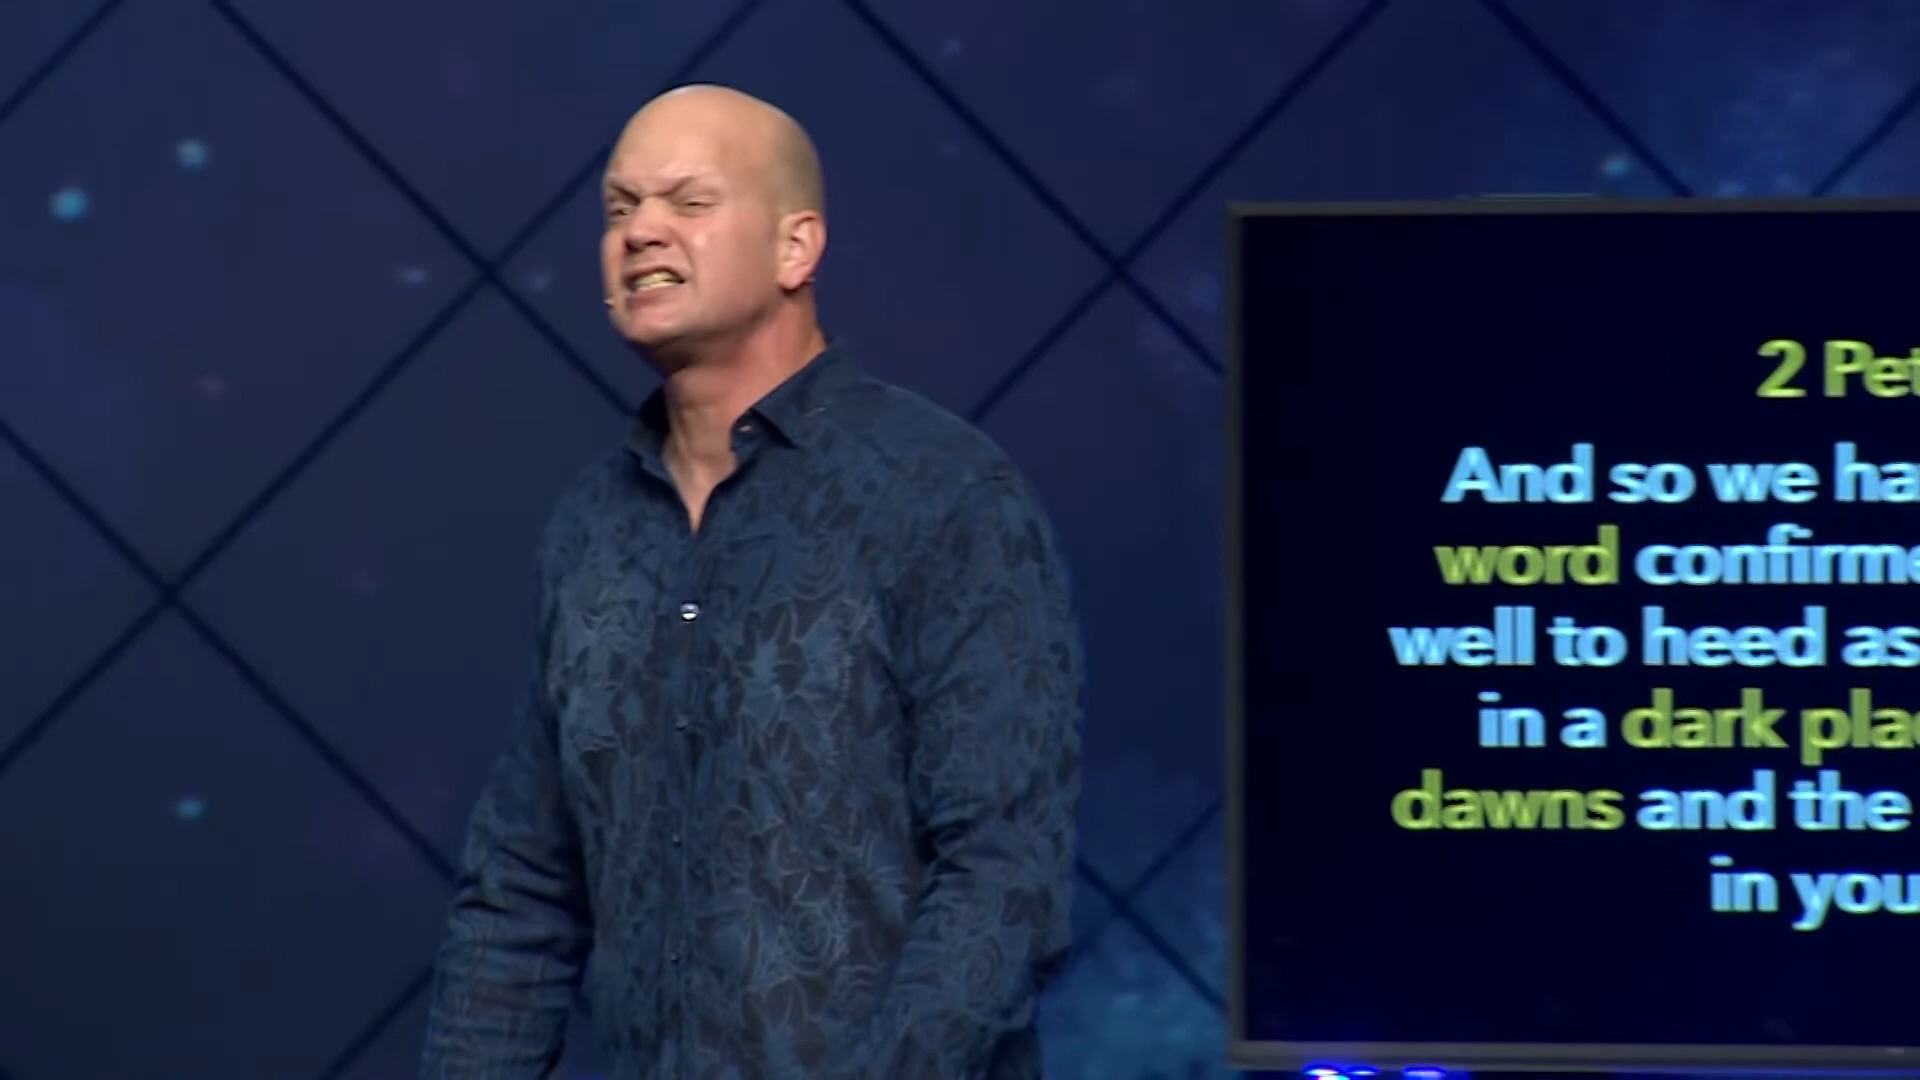 2 Pet
And so we ha
word confirme
well to heed as
in a dark plac
dawns and the
in you